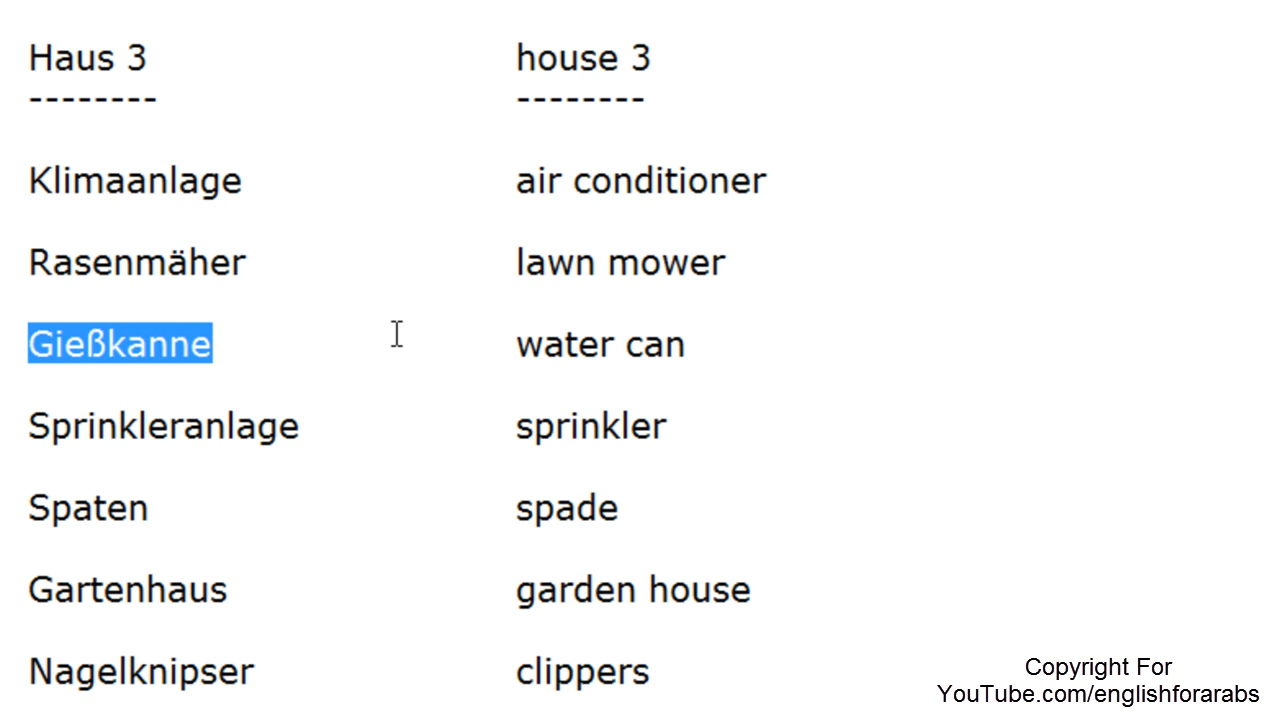 Haus 3 house 3
-------- --------
Klimaanlage air conditioner
Rasenmäher lawn mower
Gießkanne water can
Sprinkleranlage sprinkler
Spaten spade
Gartenhaus garden house
Nagelknipser clippers
Copyright For
YouTube.com/englishforarabs